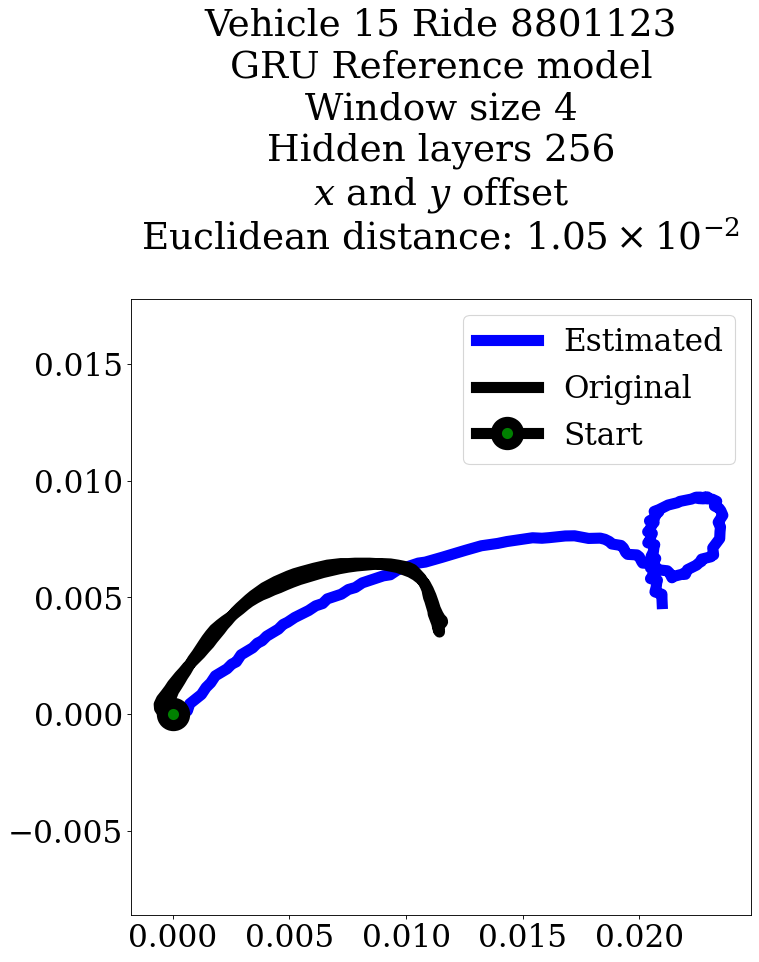 Vehicle 15 Ride 8801123
GRU Reference model
Window size 4
Hidden layers 256
x and y offset
Euclidean distance: 1.05 × 10⁻²
Estimated
Original
Start
0.015
0.010
0.005
0.000
−0.005
0.000 0.005 0.010 0.015 0.020